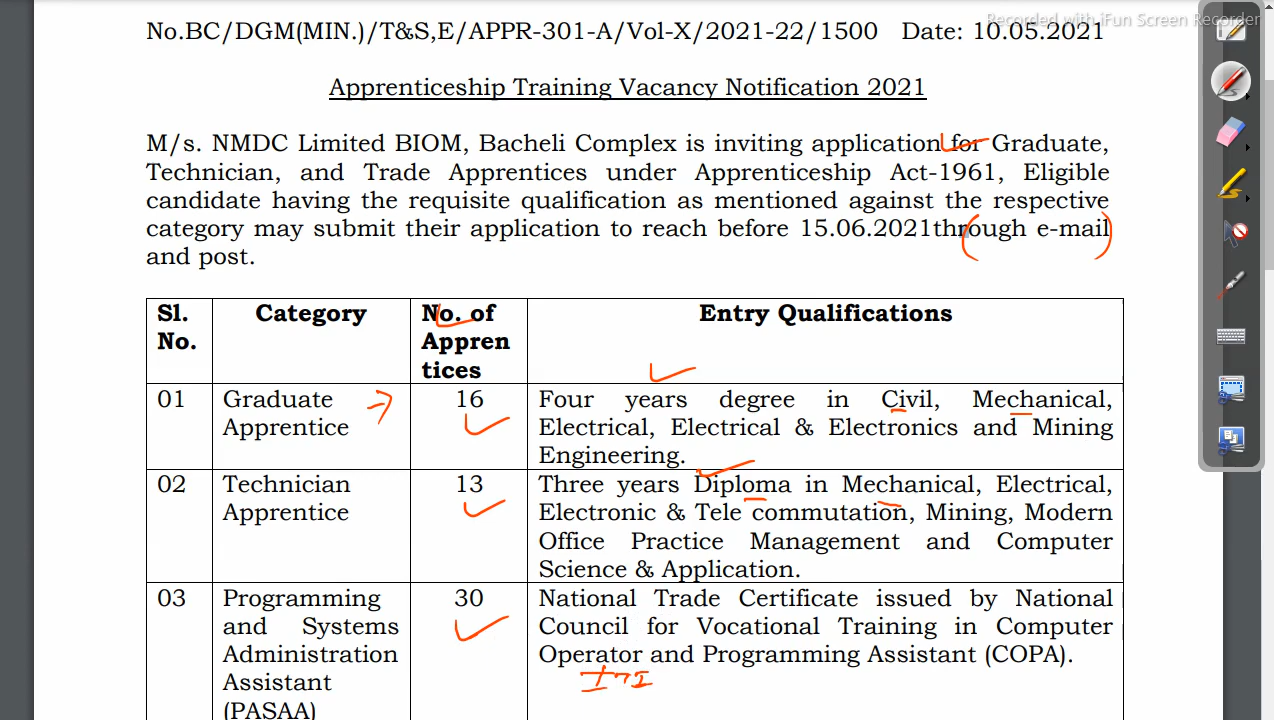 Recorded with iFun Screen Recorder
No.BC/DGM(MIN.)/T&S,E/APPR-301-A/Vol-X/2021-22/1500 Date: 10.05.2021
Apprenticeship Training Vacancy Notification 2021
M/s. NMDC Limited BIOM, Bacheli Complex is inviting application for Graduate,
Technician, and Trade Apprentices under Apprenticeship Act-1961, Eligible
candidate having the requisite qualification as mentioned against the respective
category may submit their application to reach before 15.06.2021through e-mail
and post.
Sl. No.
Category
No. of Appren tices
Entry Qualifications
01
Graduate
Apprentice
16
Four years degree in Civil, Mechanical,
Electrical, Electrical & Electronics and Mining
Engineering.
02
Technician
Apprentice
13
Three years Diploma in Mechanical, Electrical,
Electronic & Tele commutation, Mining, Modern
Office Practice Management and Computer
Science & Application.
03
Programming
and Systems
Administration
Assistant
(PASAA)
30
National Trade Certificate issued by National
Council for Vocational Training in Computer
Operator and Programming Assistant (COPA).
ITI